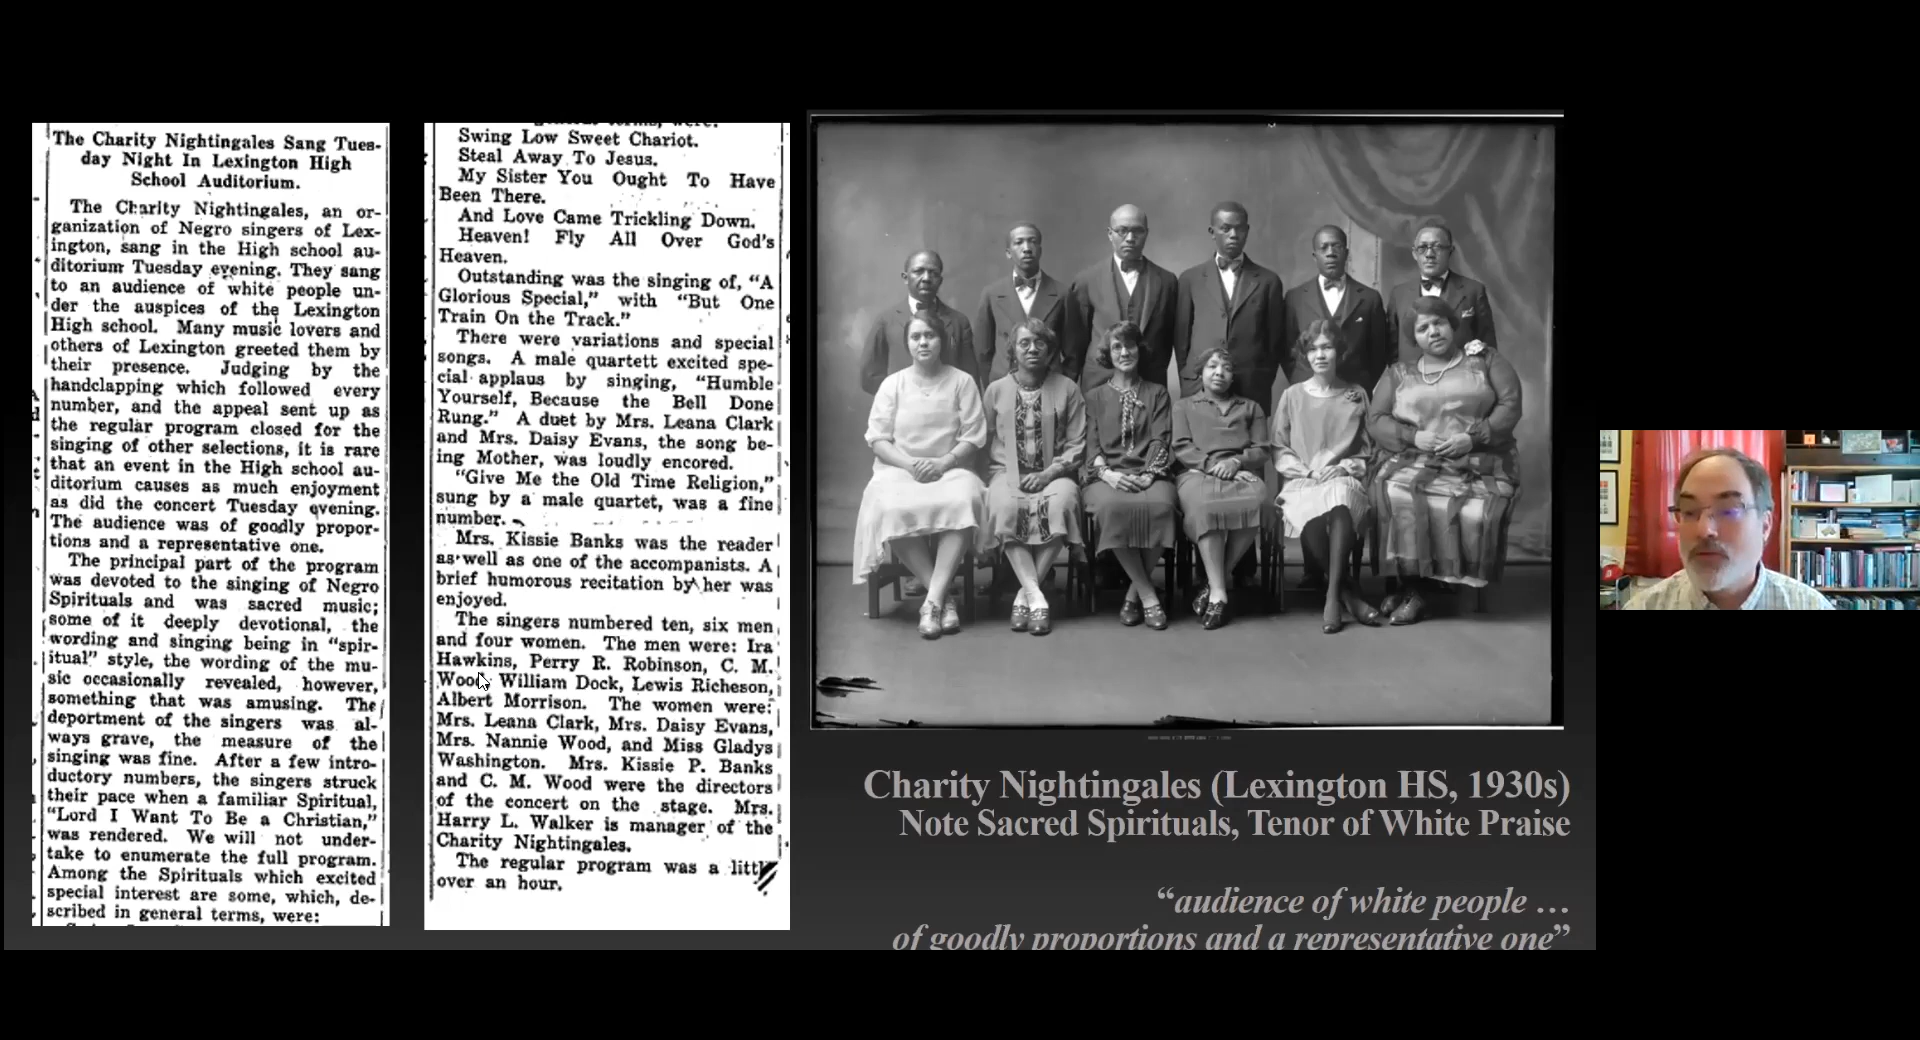 The Charity Nightingales Sang Tues-
day Night In Lexington High
School Auditorium.
The Charity Nightingales, an or-
ganization of Negro singers of Lex-
ington, sang in the High school au-
ditorium Tuesday evening. They sang
to an audience of white people un-
der the auspices of the Lexington
High school. Many music lovers and
others of Lexington greeted them by
their presence. Judging by the
handclapping which followed every
number, and the appeal sent up as
the regular program closed for the
singing of other selections, it is rare
that an event in the High school au-
ditorium causes as much enjoyment
as did the concert Tuesday evening.
The audience was of goodly propor-
tions and a representative one.
The principal part of the program
was devoted to the singing of Negro
Spirituals and was sacred music;
some of it deeply devotional, the
wording and singing being in "spir-
itual" style, the wording of the mu-
sic occasionally revealed, however,
something that was amusing. The
deportment of the singers was al-
ways grave, the measure of the
singing was fine. After a few intro-
ductory numbers, the singers struck
their pace when a familiar Spiritual,
"Lord I Want To Be a Christian,"
was rendered. We will not under-
take to enumerate the full program.
Among the Spirituals which excited
special interest are some, which, de-
scribed in general terms, were:
Swing Low Sweet Chariot.
Steal Away To Jesus.
My Sister You Ought To Have
Been There.
And Love Came Trickling Down.
Heaven! Fly All Over God's
Heaven.
Outstanding was the singing of, "A
Glorious Special," with "But One
Train On the Track."
There were variations and special
songs. A male quartett excited spe-
cial applaus by singing, "Humble
Yourself, Because the Bell Done
Rung." A duet by Mrs. Leana Clark
and Mrs. Daisy Evans, the song be-
ing Mother, was loudly encored.
"Give Me the Old Time Religion,"
sung by a male quartet, was a fine
number.
Mrs. Kissie Banks was the reader
as well as one of the accompanists. A
brief humorous recitation by her was
enjoyed.
The singers numbered ten, six men
and four women. The men were: Ira
Hawkins, Perry R. Robinson, C. M.
Wood, William Dock, Lewis Richeson,
Albert Morrison. The women were:
Mrs. Leana Clark, Mrs. Daisy Evans,
Mrs. Nannie Wood, and Miss Gladys
Washington. Mrs. Kissie P. Banks
and C. M. Wood were the directors
of the concert on the stage. Mrs.
Harry L. Walker is manager of the
Charity Nightingales.
The regular program was a little
over an hour.
Charity Nightingales (Lexington HS, 1930s)
Note Sacred Spirituals, Tenor of White Praise
“audience of white people …
of goodly proportions and a representative one”